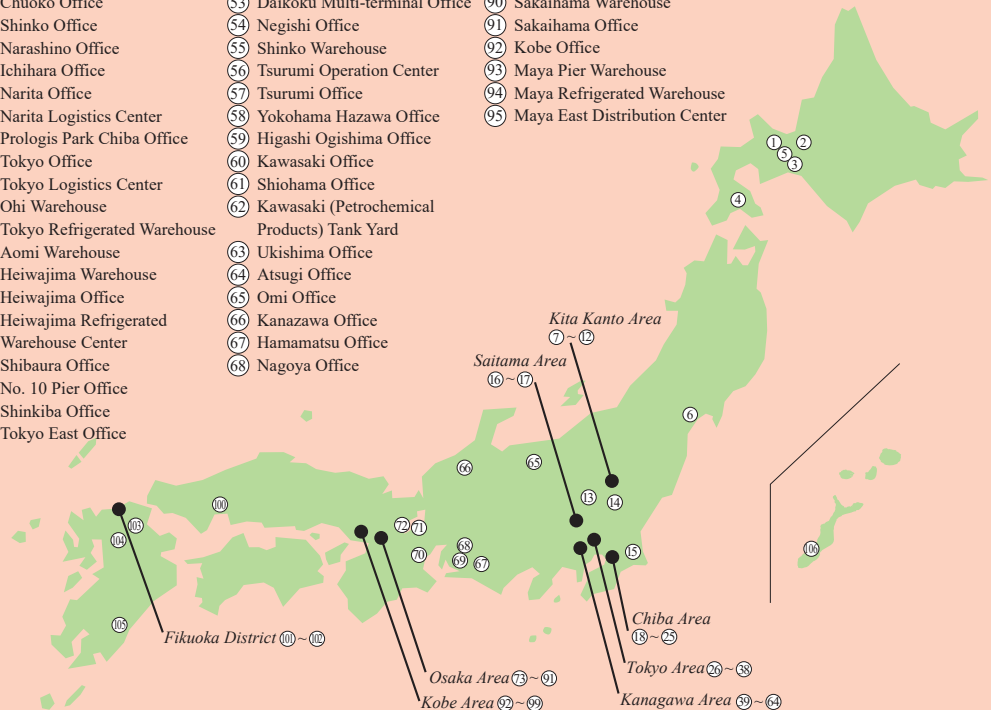 Chuoko Office
Shinko Office
Narashino Office
Ichihara Office
Narita Office
Narita Logistics Center
Prologis Park Chiba Office
Tokyo Office
Tokyo Logistics Center
Ohi Warehouse
Tokyo Refrigerated Warehouse
Aomi Warehouse
Heiwajima Warehouse
Heiwajima Office
Heiwajima Refrigerated
Warehouse Center
Shibaura Office
No. 10 Pier Office
Shinkiba Office
Tokyo East Office
53 Daikoku Multi-terminal Office
54 Negishi Office
55 Shinko Warehouse
56 Tsurumi Operation Center
57 Tsurumi Office
58 Yokohama Hazawa Office
59 Higashi Ogishima Office
60 Kawasaki Office
61 Shiohama Office
62 Kawasaki (Petrochemical
Products) Tank Yard
63 Ukishima Office
64 Atsugi Office
65 Omi Office
66 Kanazawa Office
67 Hamamatsu Office
68 Nagoya Office
90 Sakaihama Warehouse
91 Sakaihama Office
92 Kobe Office
93 Maya Pier Warehouse
94 Maya Refrigerated Warehouse
95 Maya East Distribution Center
1
2
5
3
4
Kita Kanto Area
7 ~ 12
Saitama Area
16 ~ 17
6
66
65
13
14
100
103
104
72
71
70
68
69
67
15
106
105
Fikuoka District 101 ~ 102
Chiba Area
18 ~ 25
Tokyo Area 26 ~ 38
Osaka Area 73 ~ 91
Kanagawa Area 39 ~ 64
Kobe Area 92 ~ 99